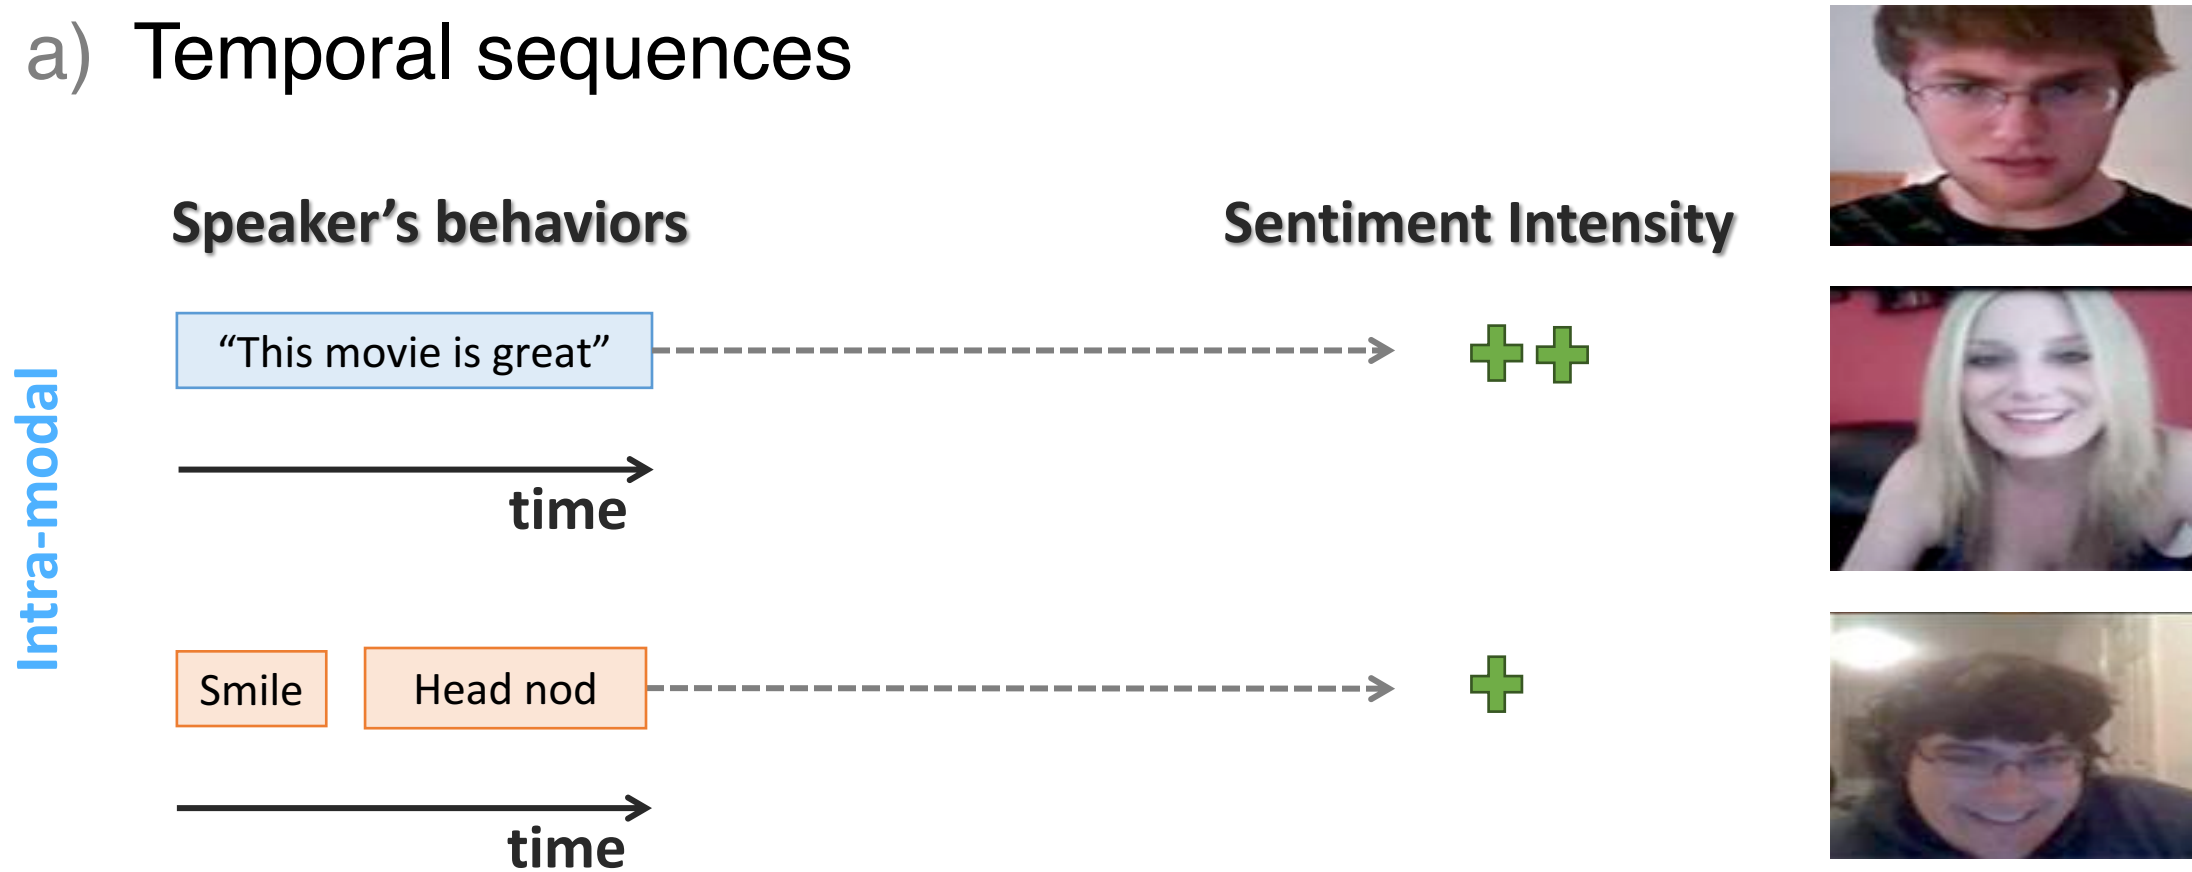 a) Temporal sequences
Speaker’s behaviors
Sentiment Intensity
Intra-modal
“This movie is great”
time
Smile
Head nod
time